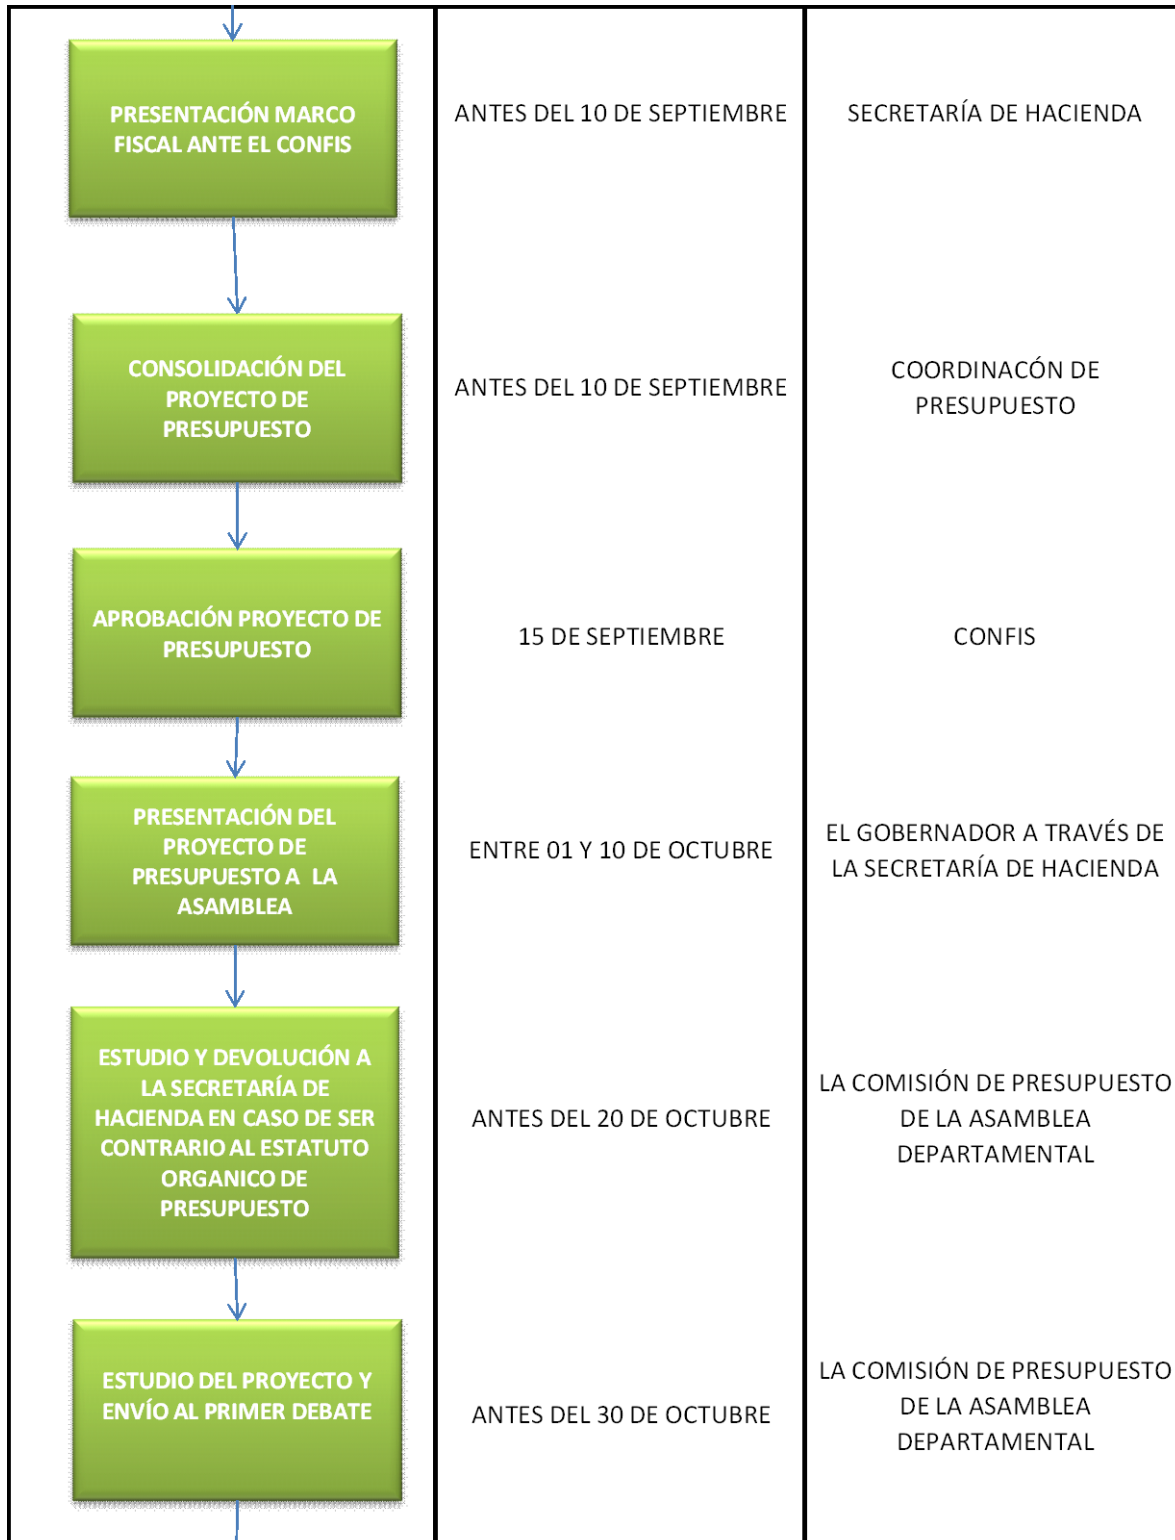 PRESENTACIÓN MARCO
FISCAL ANTE EL CONFIS
ANTES DEL 10 DE SEPTIEMBRE
SECRETARÍA DE HACIENDA
CONSOLIDACIÓN DEL
PROYECTO DE
PRESUPUESTO
ANTES DEL 10 DE SEPTIEMBRE
COORDINACÓN DE
PRESUPUESTO
APROBACIÓN PROYECTO DE
PRESUPUESTO
15 DE SEPTIEMBRE
CONFIS
PRESENTACIÓN DEL
PROYECTO DE
PRESUPUESTO A LA
ASAMBLEA
ENTRE 01 Y 10 DE OCTUBRE
EL GOBERNADOR A TRAVÉS DE
LA SECRETARÍA DE HACIENDA
ESTUDIO Y DEVOLUCIÓN A
LA SECRETARÍA DE
HACIENDA EN CASO DE SER
CONTRARIO AL ESTATUTO
ORGANICO DE
PRESUPUESTO
ANTES DEL 20 DE OCTUBRE
LA COMISIÓN DE PRESUPUESTO
DE LA ASAMBLEA
DEPARTAMENTAL
ESTUDIO DEL PROYECTO Y
ENVÍO AL PRIMER DEBATE
ANTES DEL 30 DE OCTUBRE
LA COMISIÓN DE PRESUPUESTO
DE LA ASAMBLEA
DEPARTAMENTAL